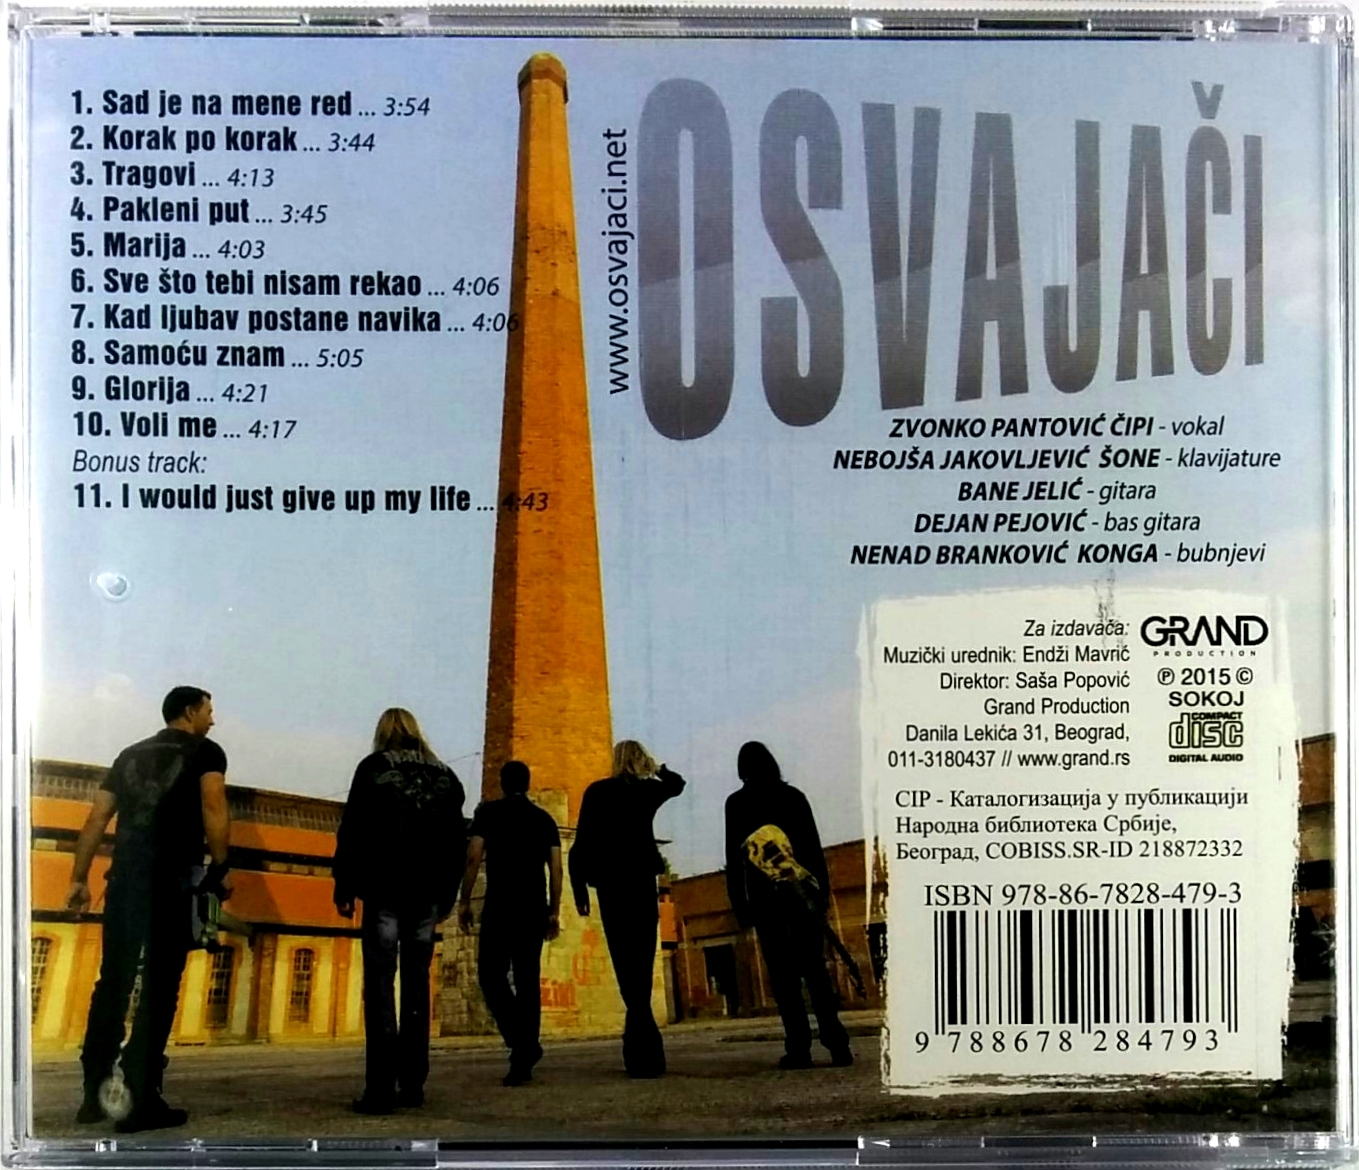 1. Sad je na mene red ... 3:54
2. Korak po korak ... 3:44
3. Tragovi ... 4:13
4. Pakleni put ... 3:45
5. Marija ... 4:03
6. Sve što tebi nisam rekao ... 4:06
7. Kad ljubav postane navika ... 4:06
8. Samoću znam ... 5:05
9. Glorija ... 4:21
10. Voli me ... 4:17
Bonus track:
11. I would just give up my life ... 4:43
www.osvajaci.net
OSVAJAČI
ZVONKO PANTOVIĆ ČIPI - vokal
NEBOJŠA JAKOVLJEVIĆ ŠONE - klavijature
BANE JELIĆ - gitara
DEJAN PEJOVIĆ - bas gitara
NENAD BRANKOVIĆ KONGA - bubnjevi
Za izdavača:
Muzički urednik: Endži Mavrić
Direktor: Saša Popović
Grand Production
Danila Lekića 31, Beograd,
011-3180437 // www.grand.rs
GRAND
PRODUCTION
℗ 2015 ©
SOKOJ
COMPACT
disc
DIGITAL AUDIO
CIP - Каталогизација у публикацији
Народна библиотека Србије,
Београд, COBISS.SR-ID 218872332
ISBN 978-86-7828-479-3
9 788678 284793